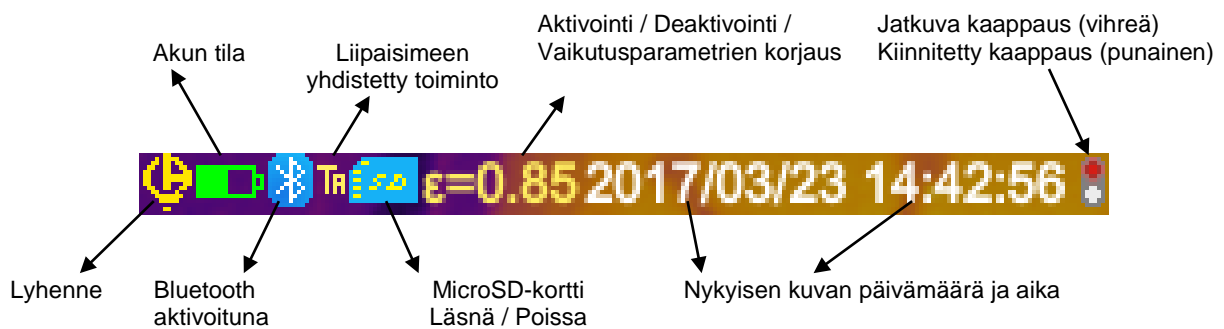 Aktivointi / Deaktivointi /
Vaikutusparametrien korjaus
Jatkuva kaappaus (vihreä)
Kiinnitetty kaappaus (punainen)
Akun tila
Liipaisimeen
yhdistetty toiminto
TA SD ε=0.85 2017/03/23 14:42:56
Lyhenne
Bluetooth
aktivoituna
MicroSD-kortti
Läsnä / Poissa
Nykyisen kuvan päivämäärä ja aika